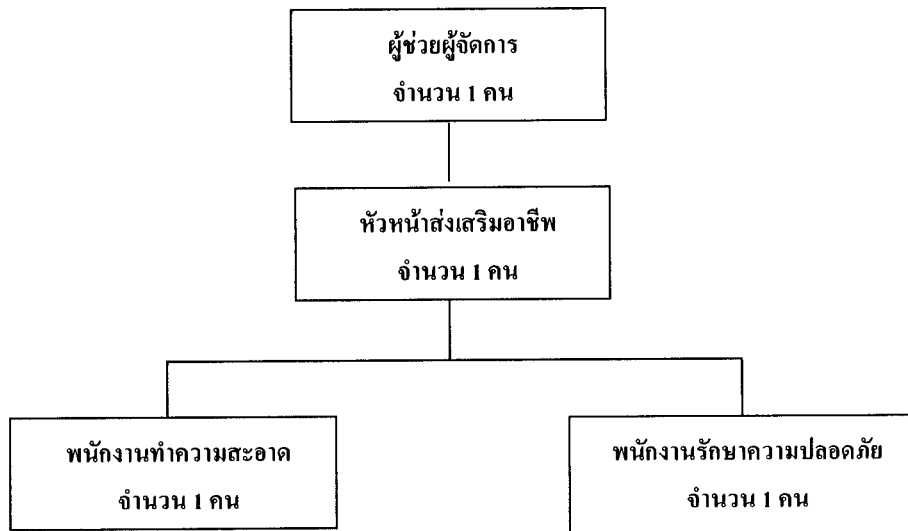 ผู้ช่วยผู้จัดการ
จำนวน 1 คน
หัวหน้าส่งเสริมอาชีพ
จำนวน 1 คน
พนักงานทำความสะอาด
จำนวน 1 คน
พนักงานรักษาความปลอดภัย
จำนวน 1 คน